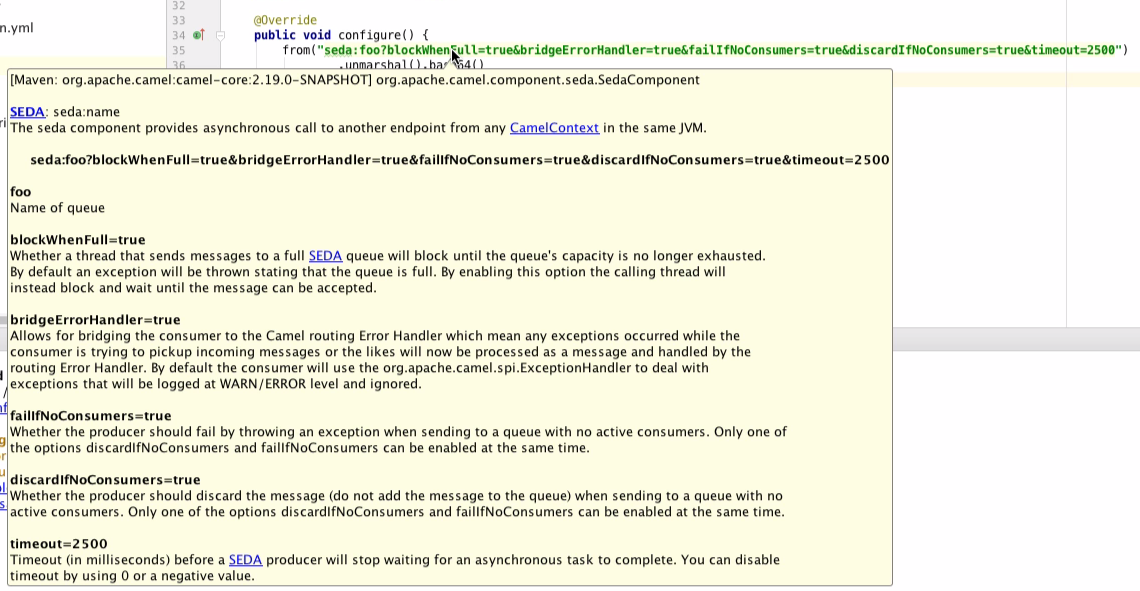 32
33 @Override
n.yml
34 public void configure() {
35 from("seda:foo?blockWhenFull=true&bridgeErrorHandler=true&failIfNoConsumers=true&discardIfNoConsumers=true&timeout=2500")
36 .unmarshal().base64()
[Maven: org.apache.camel:camel-core:2.19.0-SNAPSHOT] org.apache.camel.component.seda.SedaComponent
SEDA: seda:name
The seda component provides asynchronous call to another endpoint from any CamelContext in the same JVM.
seda:foo?blockWhenFull=true&bridgeErrorHandler=true&failIfNoConsumers=true&discardIfNoConsumers=true&timeout=2500
foo
Name of queue
blockWhenFull=true
Whether a thread that sends messages to a full SEDA queue will block until the queue's capacity is no longer exhausted.
By default an exception will be thrown stating that the queue is full. By enabling this option the calling thread will
instead block and wait until the message can be accepted.
bridgeErrorHandler=true
Allows for bridging the consumer to the Camel routing Error Handler which mean any exceptions occurred while the
consumer is trying to pickup incoming messages or the likes will now be processed as a message and handled by the
routing Error Handler. By default the consumer will use the org.apache.camel.spi.ExceptionHandler to deal with
exceptions that will be logged at WARN/ERROR level and ignored.
failIfNoConsumers=true
Whether the producer should fail by throwing an exception when sending to a queue with no active consumers. Only one of
the options discardIfNoConsumers and failIfNoConsumers can be enabled at the same time.
discardIfNoConsumers=true
Whether the producer should discard the message (do not add the message to the queue) when sending to a queue with no
active consumers. Only one of the options discardIfNoConsumers and failIfNoConsumers can be enabled at the same time.
timeout=2500
Timeout (in milliseconds) before a SEDA producer will stop waiting for an asynchronous task to complete. You can disable
timeout by using 0 or a negative value.